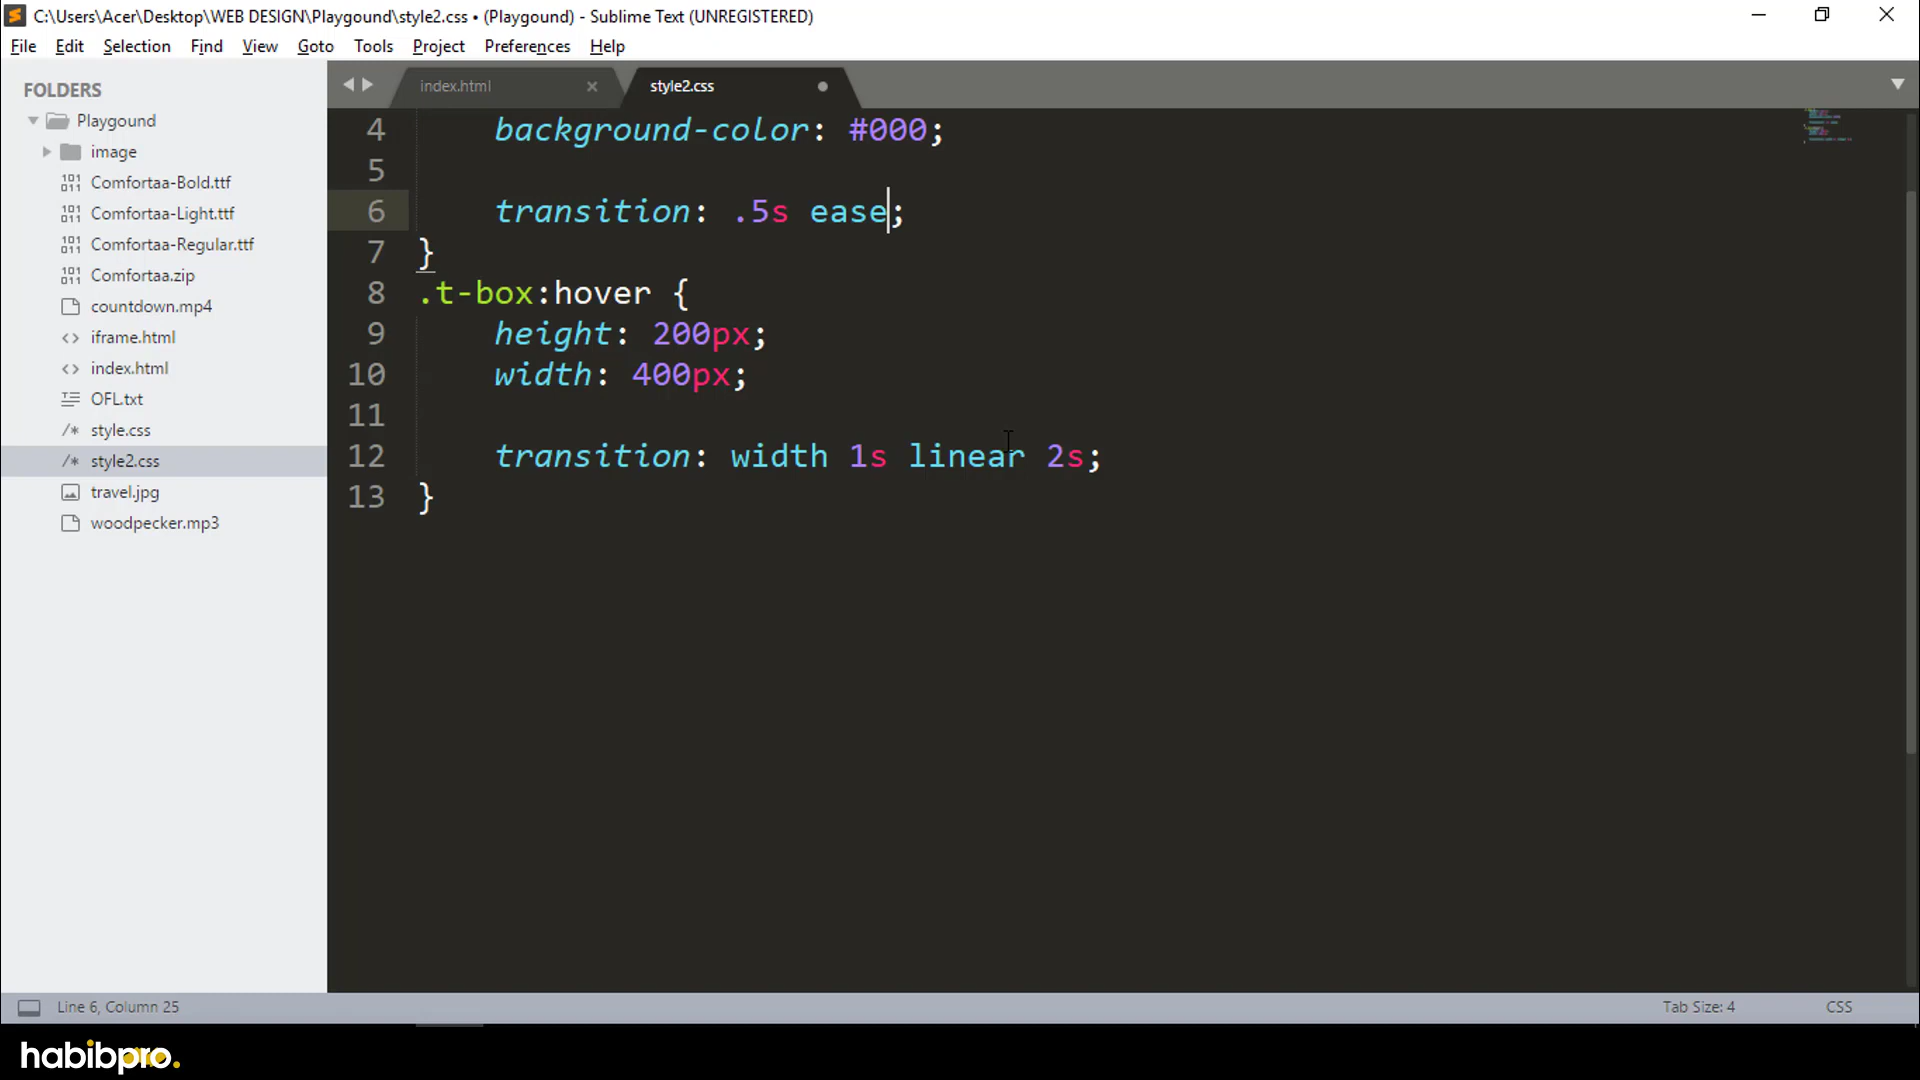 C:\Users\Acer\Desktop\WEB DESIGN\Playgound\style2.css • (Playgound) - Sublime Text (UNREGISTERED)
File Edit Selection Find View Goto Tools Project Preferences Help
FOLDERS
Playgound
image
Comfortaa-Bold.ttf
Comfortaa-Light.ttf
Comfortaa-Regular.ttf
Comfortaa.zip
countdown.mp4
iframe.html
index.html
OFL.txt
style.css
style2.css
travel.jpg
woodpecker.mp3
index.html style2.css
4 background-color: #000;
5
6 transition: .5s ease;
7 }
8 .t-box:hover {
9 height: 200px;
10 width: 400px;
11
12 transition: width 1s linear 2s;
13 }
Line 6, Column 25 Tab Size: 4 CSS
habibpro.